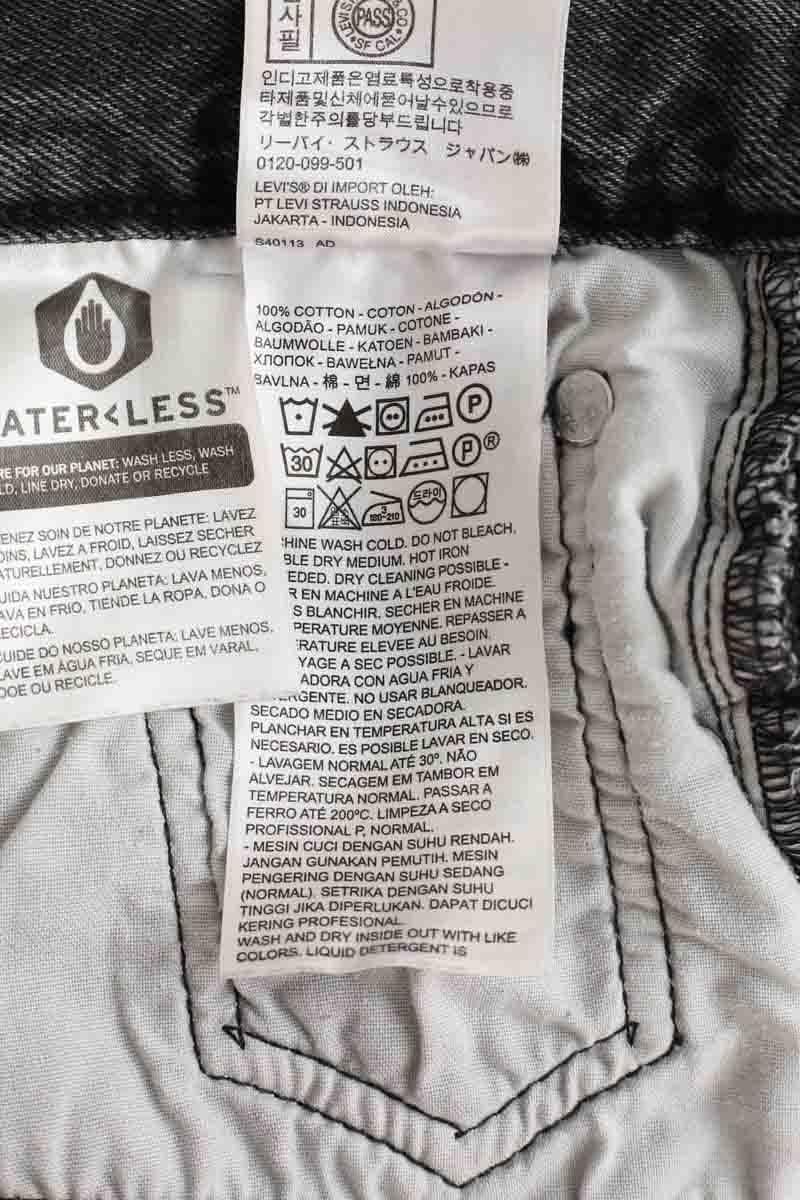 사필
LEVI'S
& CO
PASS
SF CAL
인디고제품은염료특성으로착용중
타제품및신체에묻어날수있으므로
각별한주의를당부드립니다
リーバイ・ストラウス ジャパン㈱
0120-099-501
LEVI'S® DI IMPORT OLEH:
PT LEVI STRAUSS INDONESIA
JAKARTA - INDONESIA
S40113 AD
100% COTTON - COTON - ALGODÓN -
ALGODÃO - PAMUK - COTONE -
BAUMWOLLE - KATOEN - BAMBAKI -
ХЛОПОК - BAWEŁNA - PAMUT -
BAVLNA - 棉 - 면 - 綿 100% - KAPAS
P
30 P ®
30 3 180-210 드라이
HINE WASH COLD. DO NOT BLEACH.
BLE DRY MEDIUM. HOT IRON
EDED. DRY CLEANING POSSIBLE -
R EN MACHINE A L'EAU FROIDE.
S BLANCHIR, SECHER EN MACHINE
PERATURE MOYENNE. REPASSER A
RATURE ELEVEE AU BESOIN.
YAGE A SEC POSSIBLE. - LAVAR
ADORA CON AGUA FRIA Y
ERGENTE. NO USAR BLANQUEADOR.
SECADO MEDIO EN SECADORA.
PLANCHAR EN TEMPERATURA ALTA SI ES
NECESARIO. ES POSIBLE LAVAR EN SECO.
- LAVAGEM NORMAL ATÉ 30º. NÃO
ALVEJAR. SECAGEM EM TAMBOR EM
TEMPERATURA NORMAL. PASSAR A
FERRO ATÉ 200ºC. LIMPEZA A SECO
PROFISSIONAL P, NORMAL.
- MESIN CUCI DENGAN SUHU RENDAH.
JANGAN GUNAKAN PEMUTIH. MESIN
PENGERING DENGAN SUHU SEDANG
(NORMAL). SETRIKA DENGAN SUHU
TINGGI JIKA DIPERLUKAN. DAPAT DICUCI
KERING PROFESIONAL.
WASH AND DRY INSIDE OUT WITH LIKE
COLORS. LIQUID DETERGENT IS
ATER<LESS™
RE FOR OUR PLANET: WASH LESS, WASH
LD, LINE DRY, DONATE OR RECYCLE
ENEZ SOIN DE NOTRE PLANETE: LAVEZ
OINS, LAVEZ A FROID, LAISSEZ SECHER
ATURELLEMENT, DONNEZ OU RECYCLEZ
UIDA NUESTRO PLANETA: LAVA MENOS,
AVA EN FRIO, TIENDE LA ROPA, DONA O
ECICLA.
CUIDE DO NOSSO PLANETA: LAVE MENOS,
LAVE EM ÁGUA FRIA, SEQUE EM VARAL,
DOE OU RECICLE.